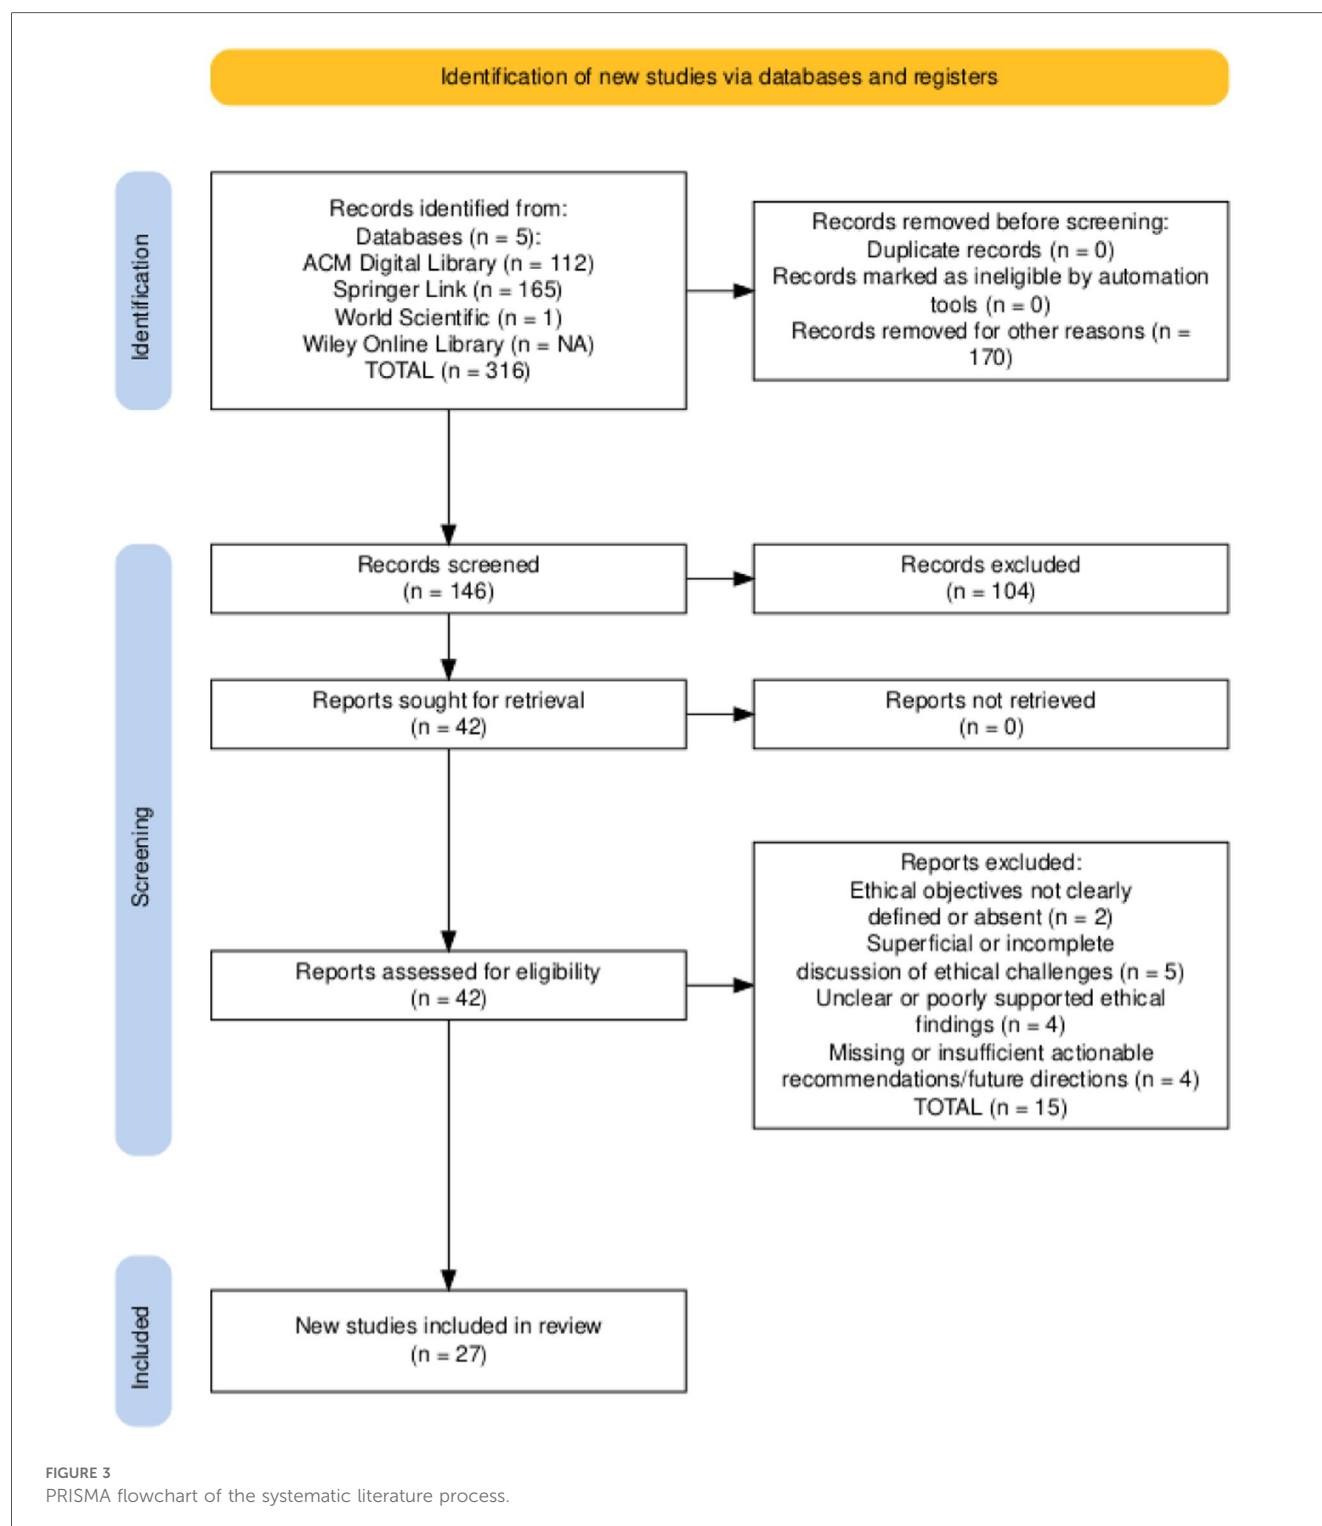 Identification of new studies via databases and registers
Identification
Records identified from:
Databases (n = 5):
ACM Digital Library (n = 112)
Springer Link (n = 165)
World Scientific (n = 1)
Wiley Online Library (n = NA)
TOTAL (n = 316)
Records removed before screening:
Duplicate records (n = 0)
Records marked as ineligible by automation
tools (n = 0)
Records removed for other reasons (n =
170)
Screening
Records screened
(n = 146)
Records excluded
(n = 104)
Reports sought for retrieval
(n = 42)
Reports not retrieved
(n = 0)
Reports assessed for eligibility
(n = 42)
Reports excluded:
Ethical objectives not clearly
defined or absent (n = 2)
Superficial or incomplete
discussion of ethical challenges (n = 5)
Unclear or poorly supported ethical
findings (n = 4)
Missing or insufficient actionable
recommendations/future directions (n = 4)
TOTAL (n = 15)
Included
New studies included in review
(n = 27)
FIGURE 3
PRISMA flowchart of the systematic literature process.